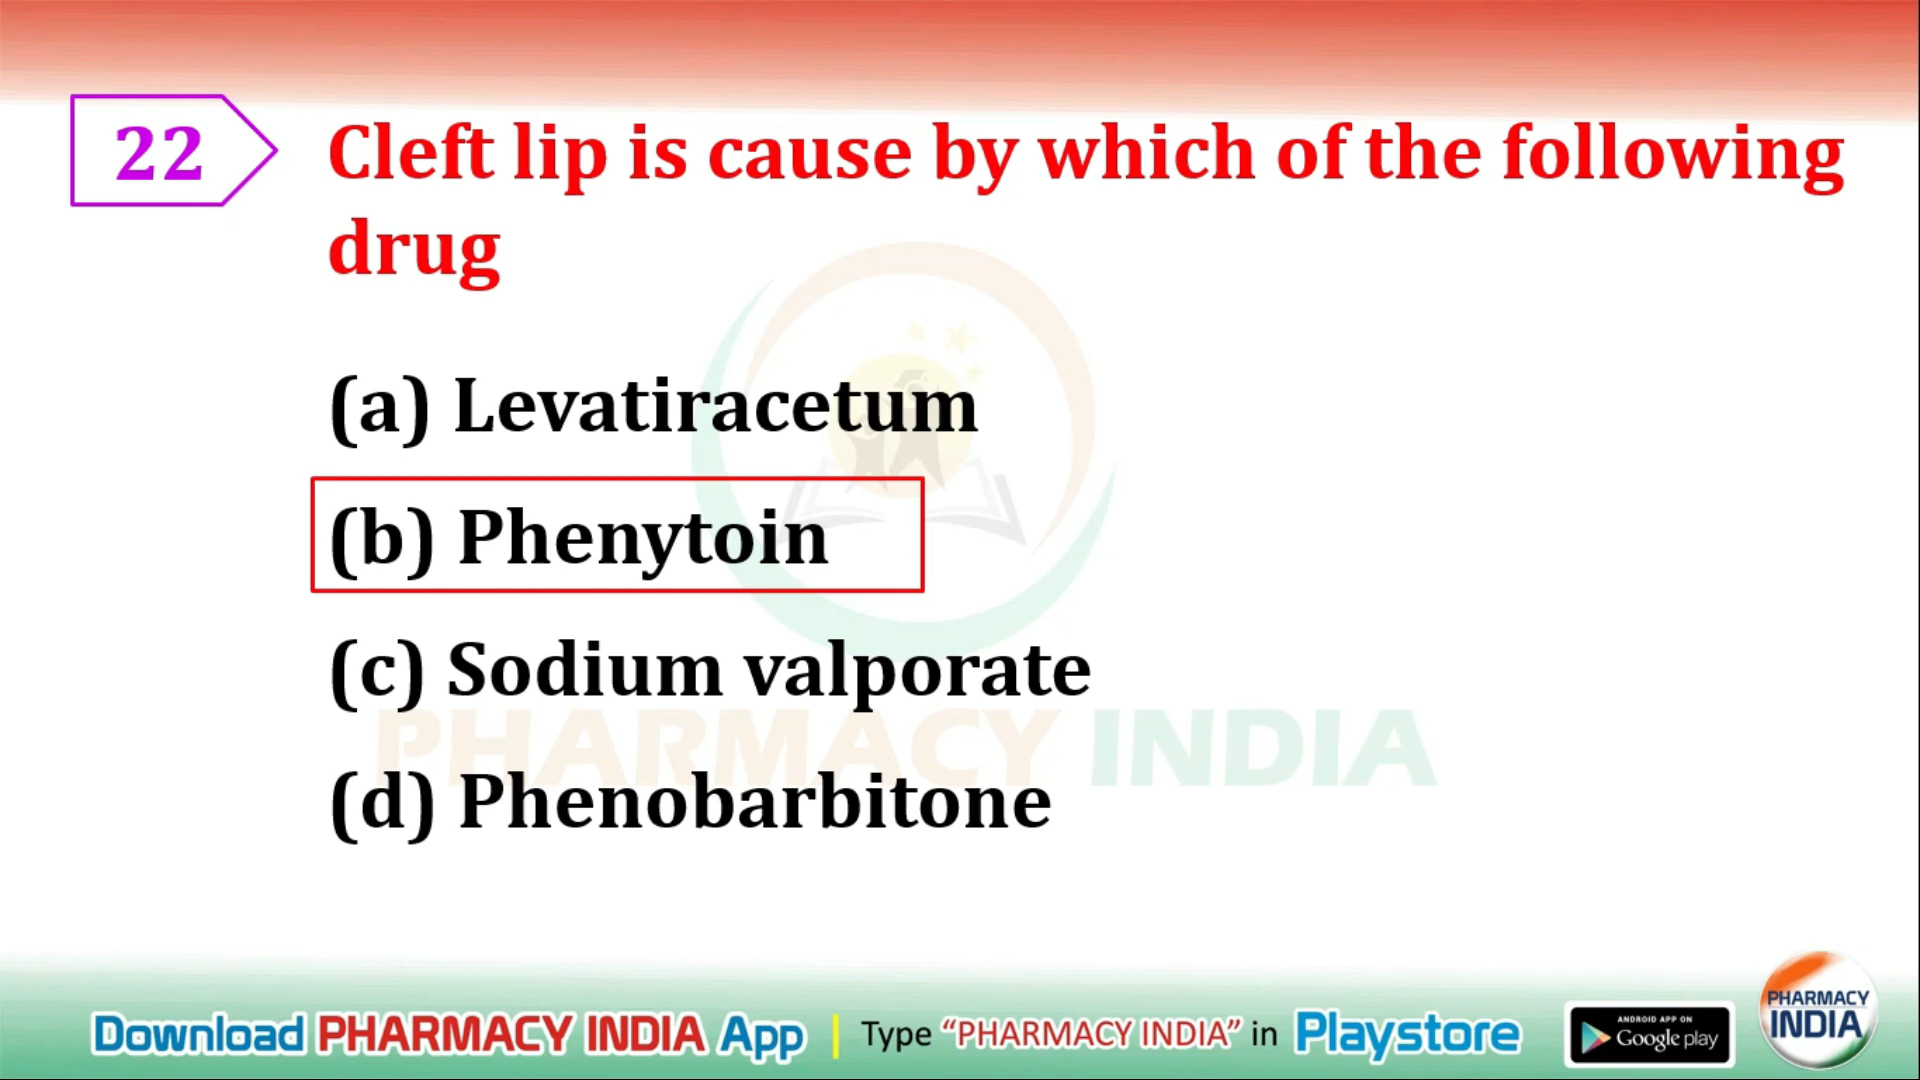 22
Cleft lip is cause by which of the following
drug
(a) Levatiracetum
(b) Phenytoin
(c) Sodium valporate
PHARMACY INDIA
(d) Phenobarbitone
Download PHARMACY INDIA App | Type “PHARMACY INDIA” in Playstore
ANDROID APP ON
Google play
PHARMACY
INDIA